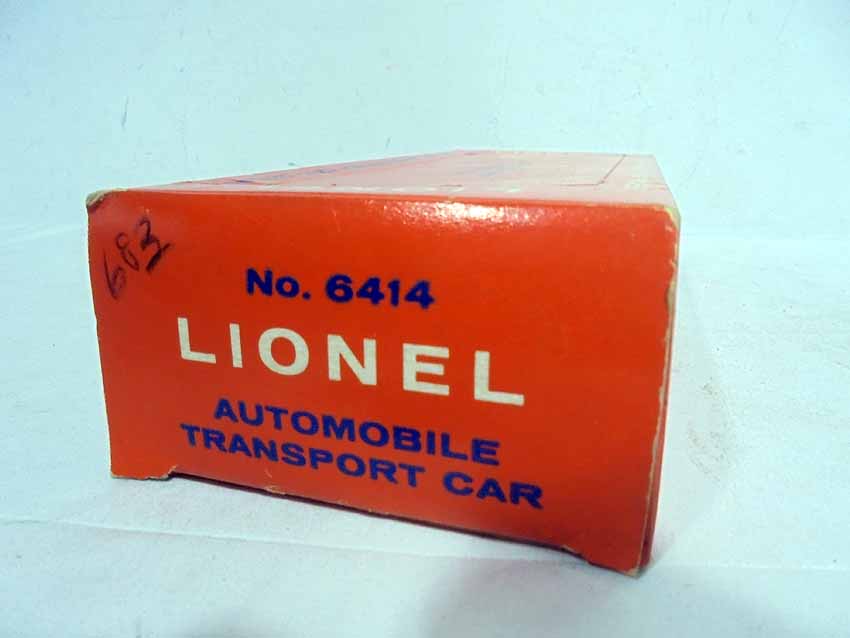 683
No. 6414
LIONEL
AUTOMOBILE
TRANSPORT CAR